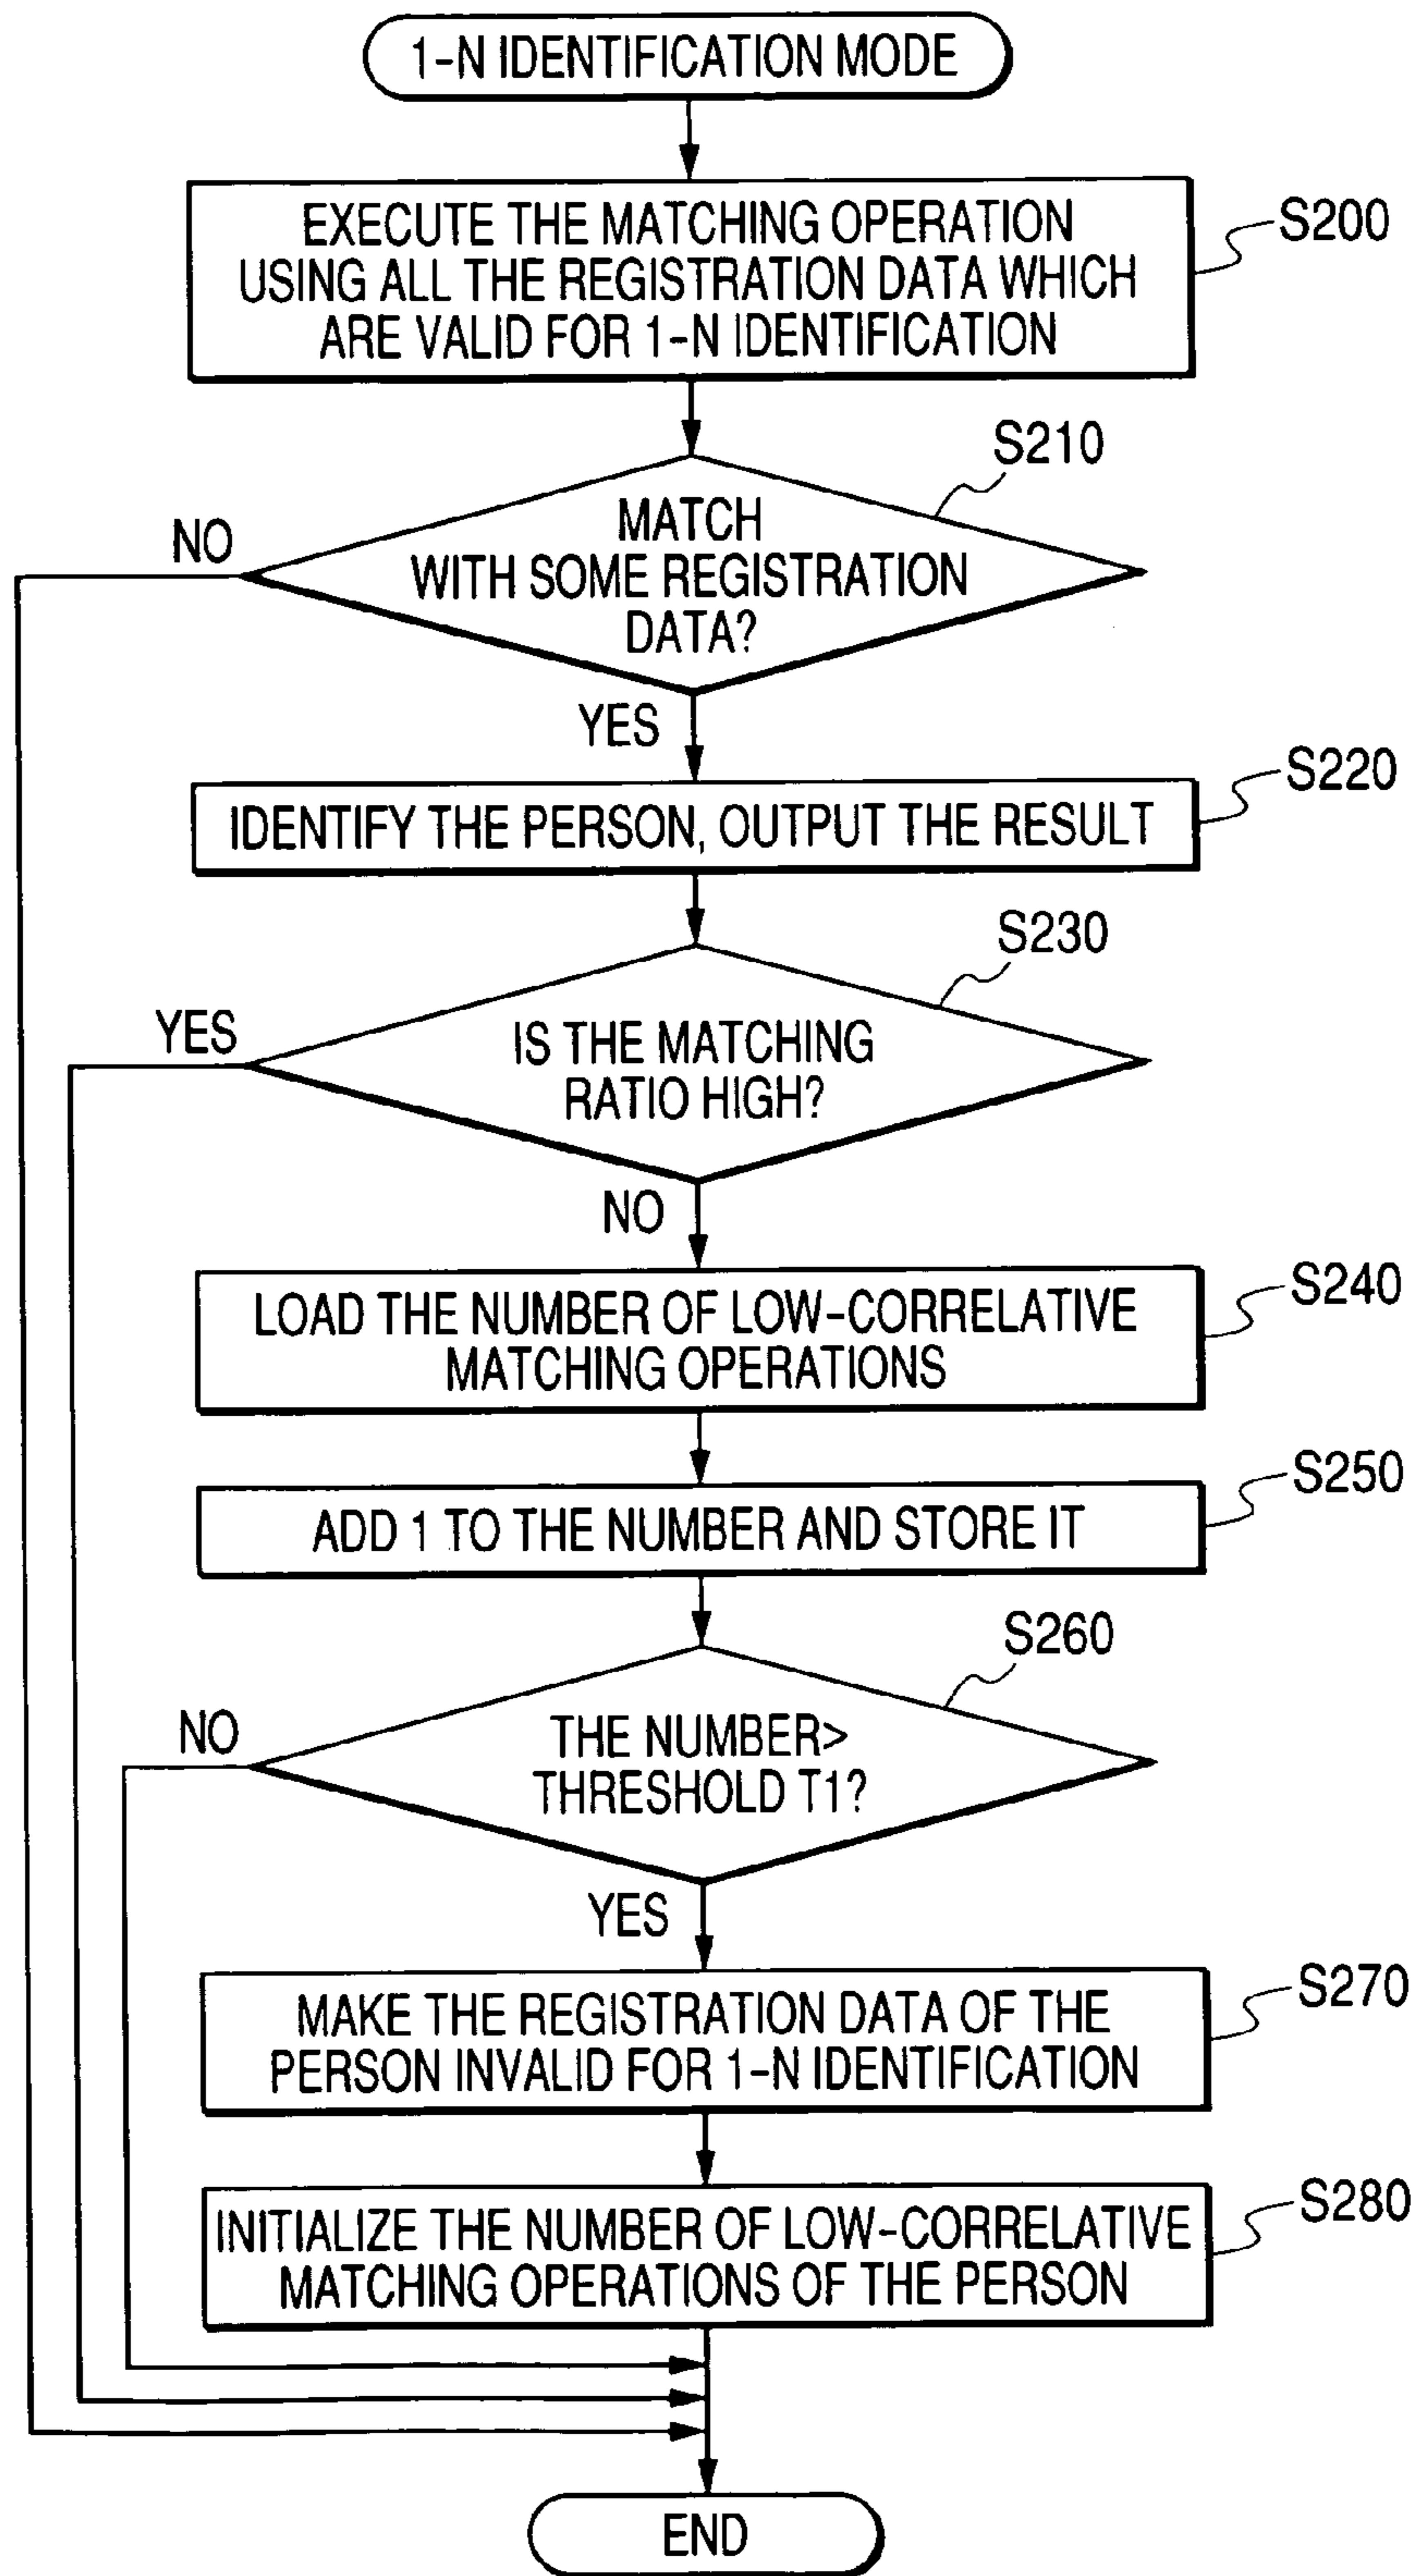 1-N IDENTIFICATION MODE
EXECUTE THE MATCHING OPERATION
USING ALL THE REGISTRATION DATA WHICH
ARE VALID FOR 1-N IDENTIFICATION
S200
S210
NO
MATCH
WITH SOME REGISTRATION
DATA?
YES
S220
IDENTIFY THE PERSON, OUTPUT THE RESULT
S230
YES
IS THE MATCHING
RATIO HIGH?
NO
S240
LOAD THE NUMBER OF LOW-CORRELATIVE
MATCHING OPERATIONS
S250
ADD 1 TO THE NUMBER AND STORE IT
S260
NO
THE NUMBER>
THRESHOLD T1?
YES
S270
MAKE THE REGISTRATION DATA OF THE
PERSON INVALID FOR 1-N IDENTIFICATION
S280
INITIALIZE THE NUMBER OF LOW-CORRELATIVE
MATCHING OPERATIONS OF THE PERSON
END